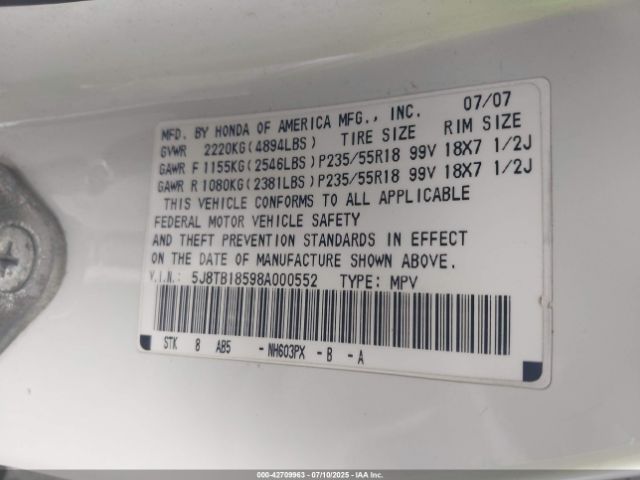 MFD. BY HONDA OF AMERICA MFG., INC. 07/07
GVWR 2220KG(4894LBS) TIRE SIZE RIM SIZE
GAWR F1155KG(2546LBS)P235/55R18 99V 18X7 1/2J
GAWR R1080KG(2381LBS)P235/55R18 99V 18X7 1/2J
THIS VEHICLE CONFORMS TO ALL APPLICABLE
FEDERAL MOTOR VEHICLE SAFETY
AND THEFT PREVENTION STANDARDS IN EFFECT
ON THE DATE OF MANUFACTURE SHOWN ABOVE.
V.I.N.: 5J8TB18598A000552 TYPE: MPV
STK 8 AB5 -NH603PX -B -A
000-42709963 | 07/10/2025 | IAA, Inc.